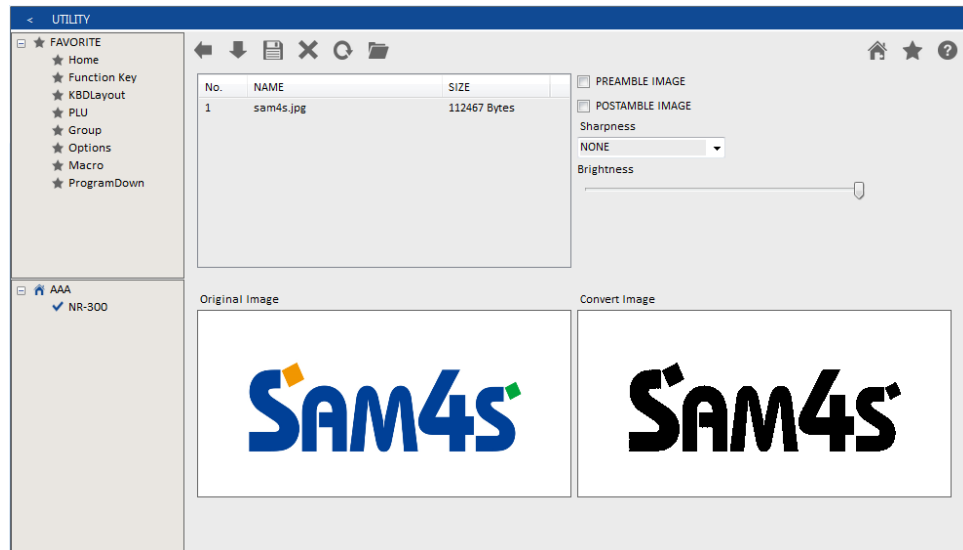 < UTILITY
FAVORITE
Home
Function Key
KBDLayout
PLU
Group
Options
Macro
ProgramDown
AAA
NR-300
No. NAME SIZE
1 sam4s.jpg 112467 Bytes
PREAMBLE IMAGE
POSTAMBLE IMAGE
Sharpness
NONE
Brightness
Original Image
SAM4S
Convert Image
SAM4S